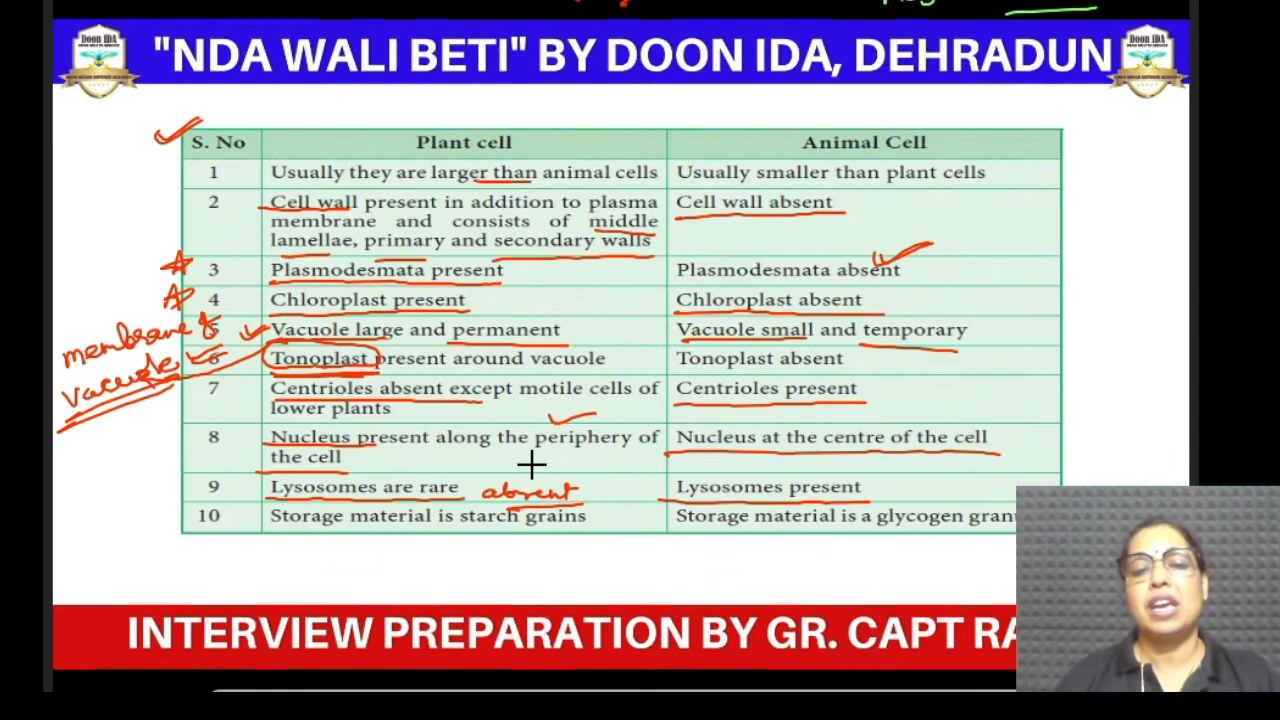 "NDA WALI BETI" BY DOON IDA, DEHRADUN
Doon IDA
Doon IDA
S. No Plant cell Animal Cell
1 Usually they are larger than animal cells Usually smaller than plant cells
2 Cell wall present in addition to plasma Cell wall absent
membrane and consists of middle
lamellae, primary and secondary walls
3 Plasmodesmata present Plasmodesmata absent
4 Chloroplast present Chloroplast absent
membrane of
vacuole
5 Vacuole large and permanent Vacuole small and temporary
6 Tonoplast present around vacuole Tonoplast absent
7 Centrioles absent except motile cells of Centrioles present
lower plants
8 Nucleus present along the periphery of Nucleus at the centre of the cell
the cell
9 Lysosomes are rare absent Lysosomes present
10 Storage material is starch grains Storage material is a glycogen
INTERVIEW PREPARATION BY GR. CAPT